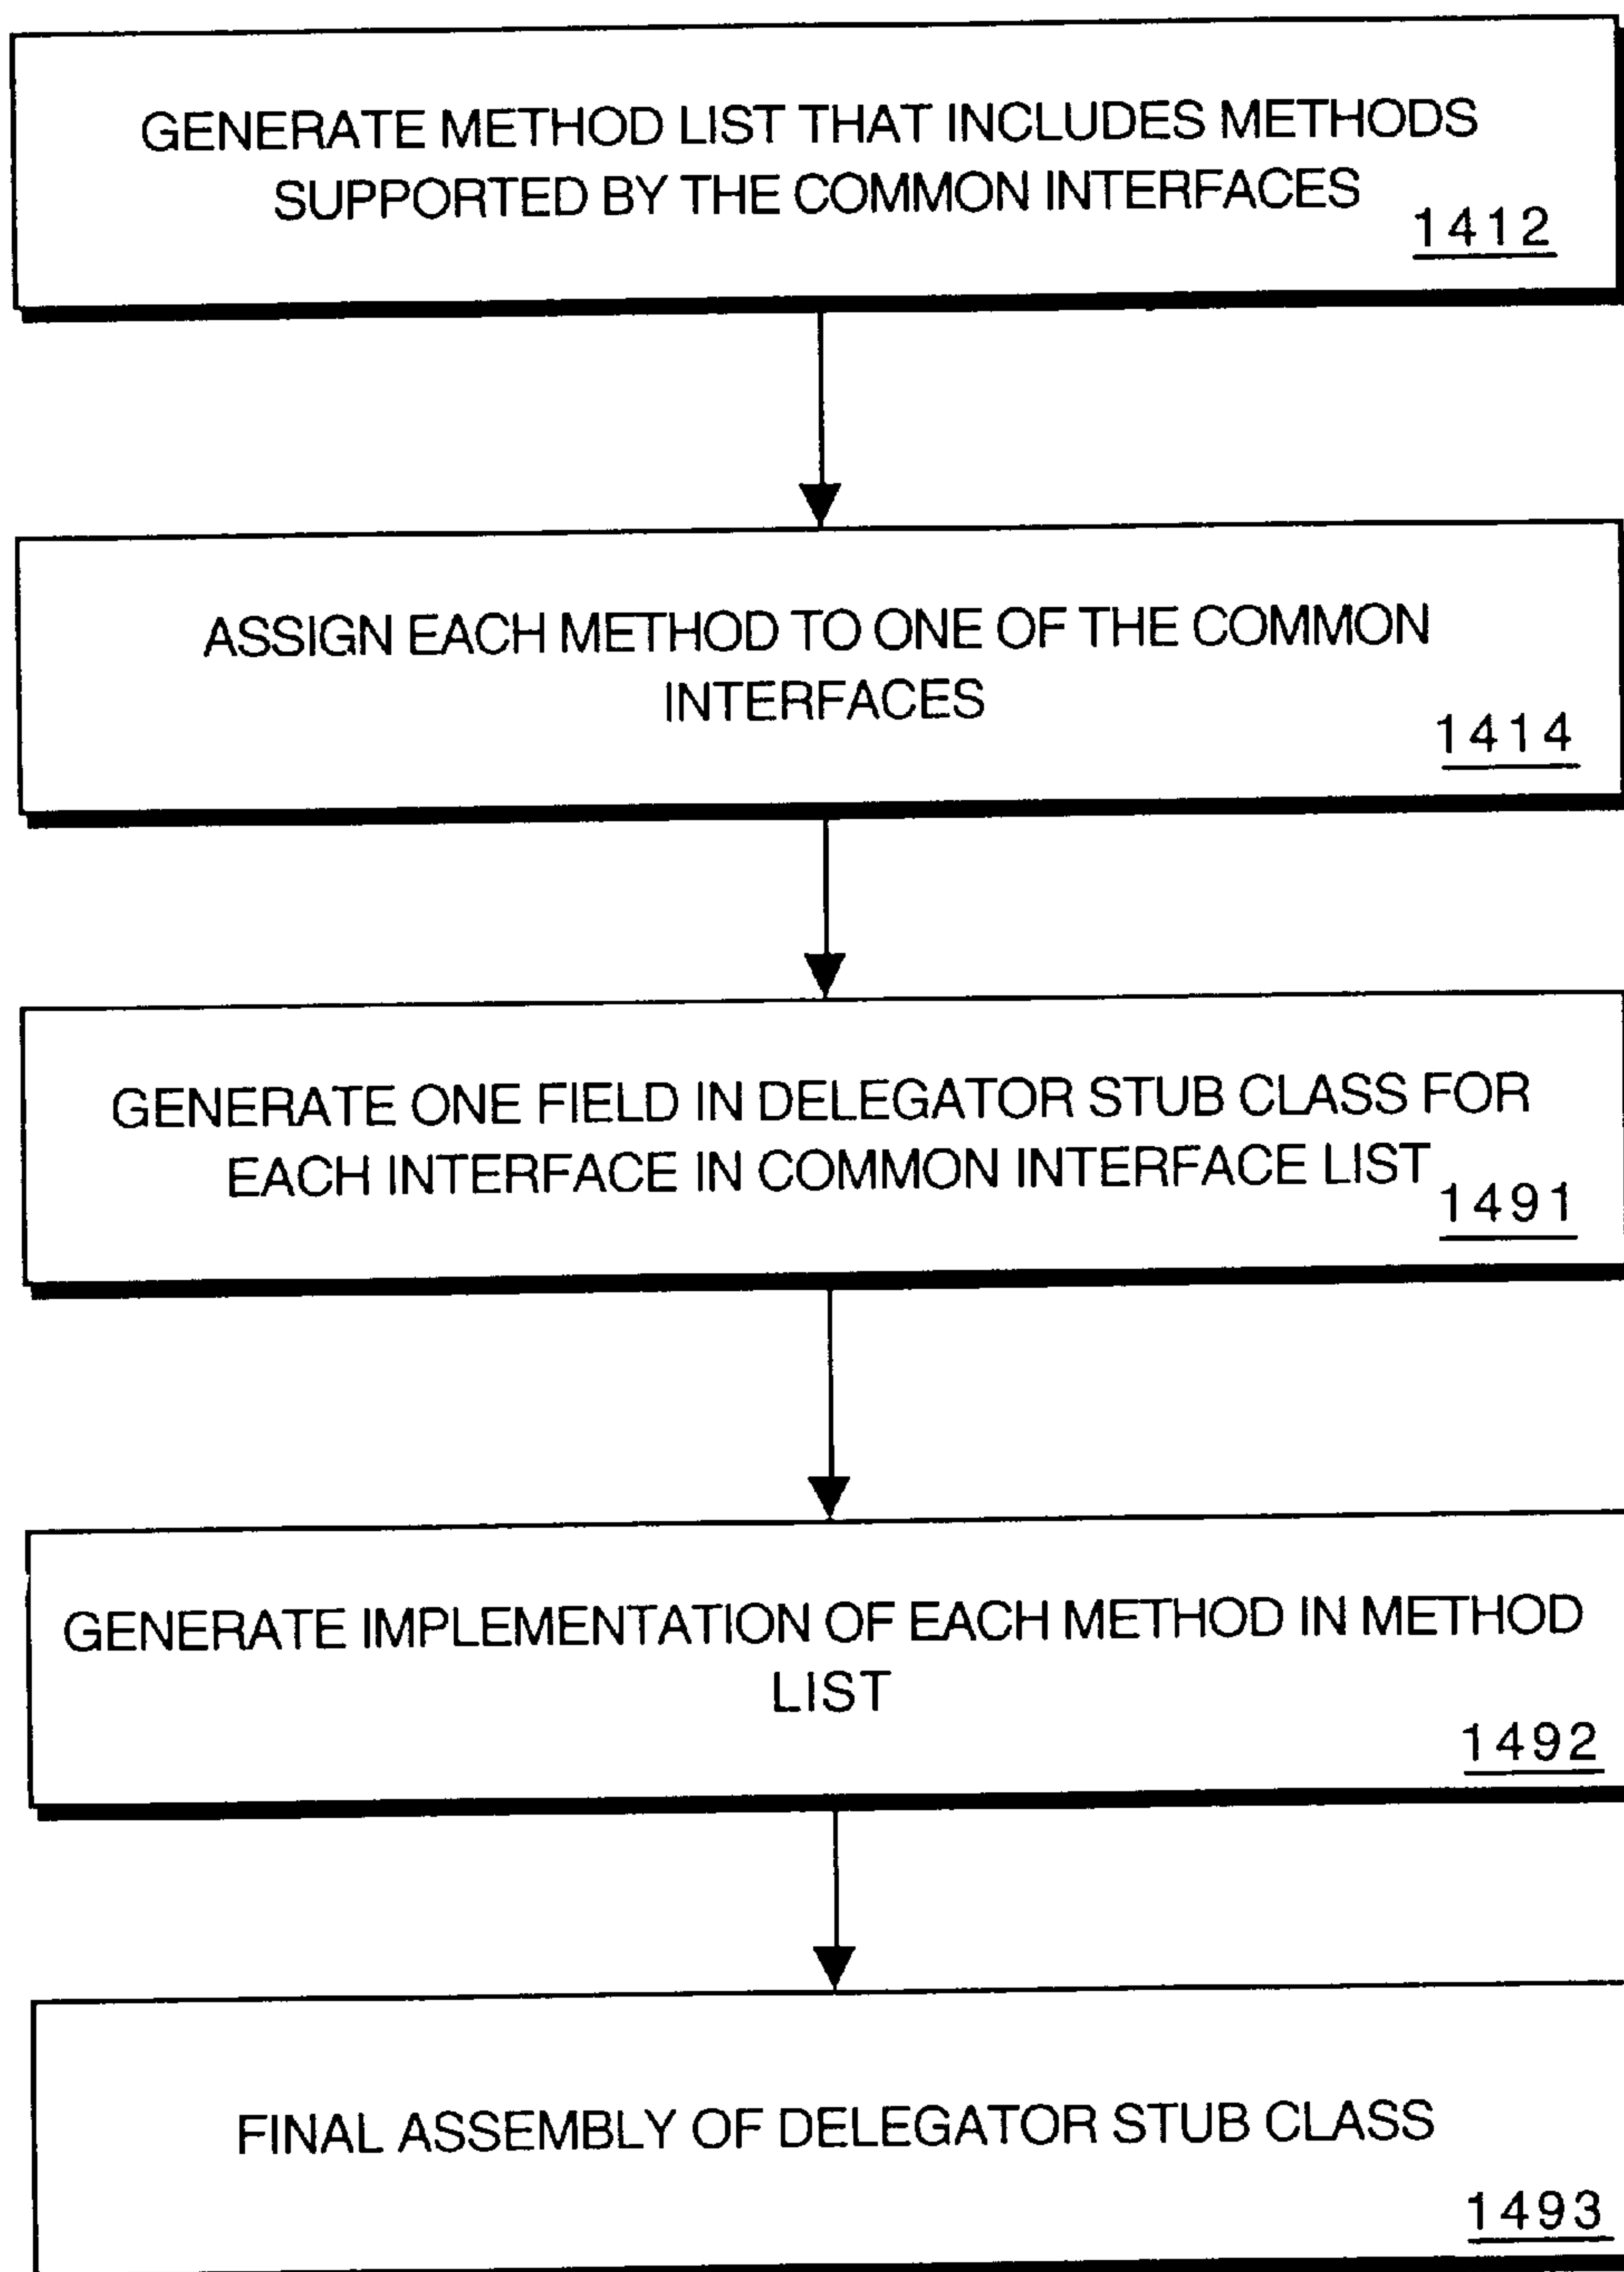 GENERATE METHOD LIST THAT INCLUDES METHODS
SUPPORTED BY THE COMMON INTERFACES
1412
ASSIGN EACH METHOD TO ONE OF THE COMMON
INTERFACES
1414
GENERATE ONE FIELD IN DELEGATOR STUB CLASS FOR
EACH INTERFACE IN COMMON INTERFACE LIST
1491
GENERATE IMPLEMENTATION OF EACH METHOD IN METHOD
LIST
1492
FINAL ASSEMBLY OF DELEGATOR STUB CLASS
1493